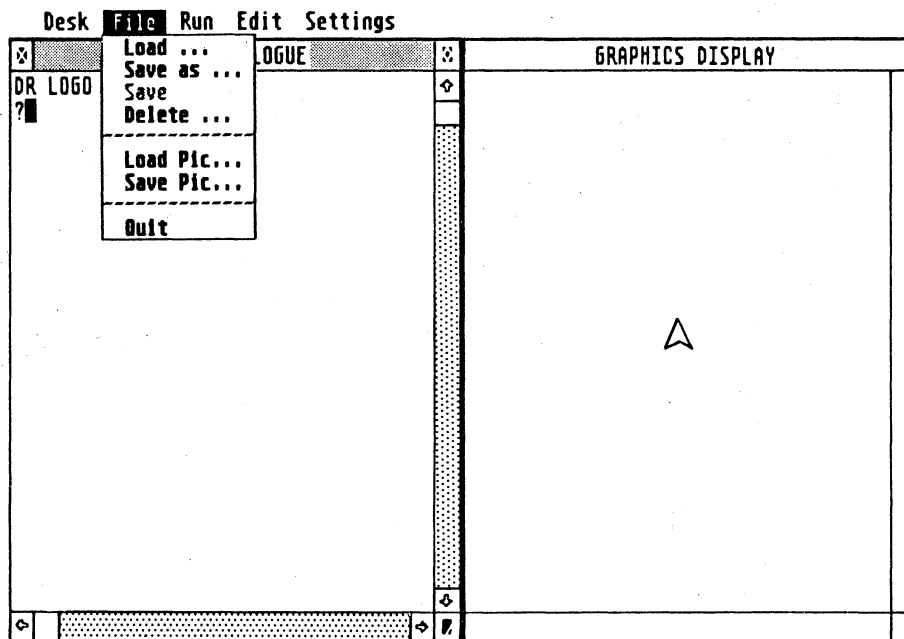 Desk File Run Edit Settings
LOGUE
GRAPHICS DISPLAY
DR LOGO
?
Load ...
Save as ...
Save
Delete ...
Load Pic...
Save Pic...
Quit